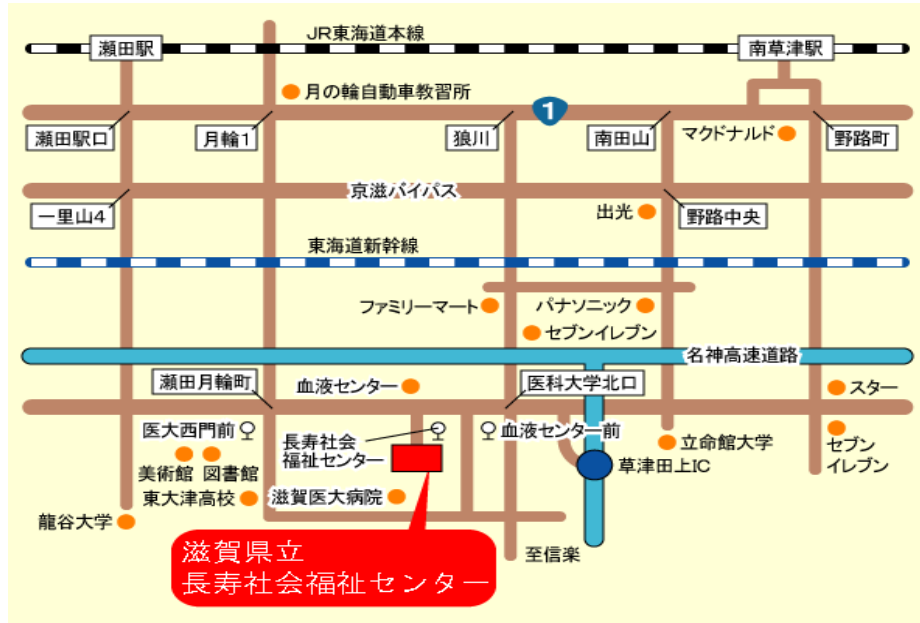 JR東海道本線
瀬田駅
南草津駅
月の輪自動車教習所
1
瀬田駅口
月輪1
狼川
南田山
マクドナルド
野路町
京滋バイパス
一里山4
出光
野路中央
東海道新幹線
ファミリーマート
パナソニック
セブンイレブン
名神高速道路
瀬田月輪町
血液センター
医科大学北口
スター
医大西門前
長寿社会
福祉センター
血液センター前
立命館大学
セブン
イレブン
美術館
図書館
草津田上IC
東大津高校
滋賀医大病院
龍谷大学
至信楽
滋賀県立
長寿社会福祉センター